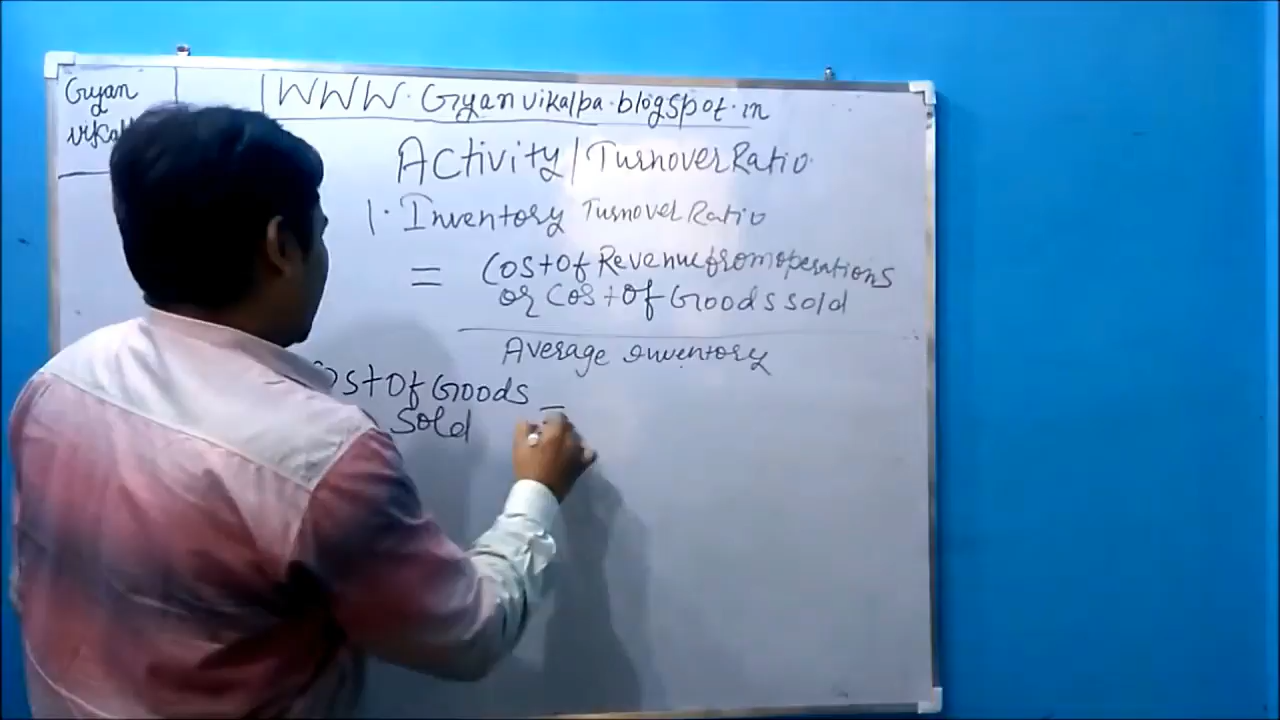 Gyan
WWW. Gyanvikalpa.blogspot.in
Activity/Turnover Ratio
1. Inventory Turnover Ratio
= Cost of Revenue from operations
or Cost of Goods sold
Average inventory
Cost of Goods =
Sold